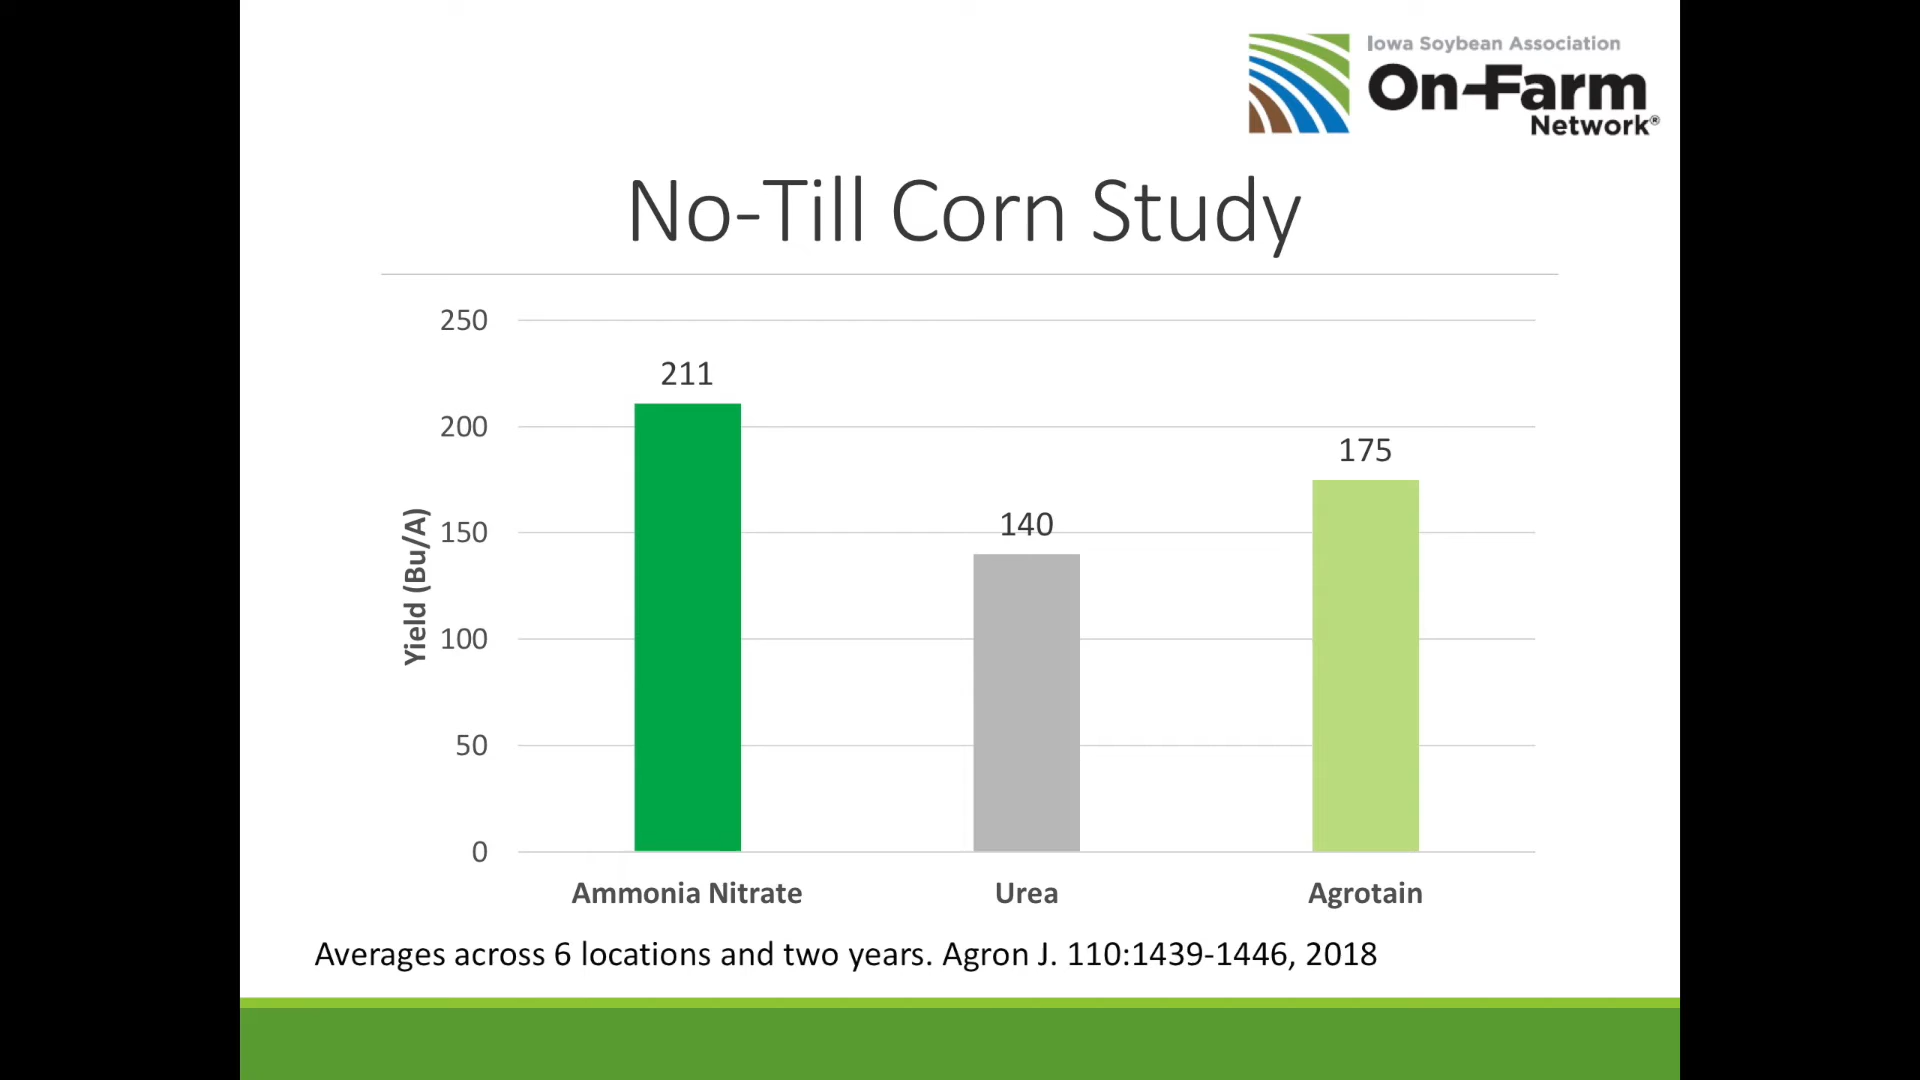 Iowa Soybean Association
On-Farm
Network®
No-Till Corn Study
250
200
150
100
50
0
Yield (Bu/A)
211
140
175
Ammonia Nitrate
Urea
Agrotain
Averages across 6 locations and two years. Agron J. 110:1439-1446, 2018